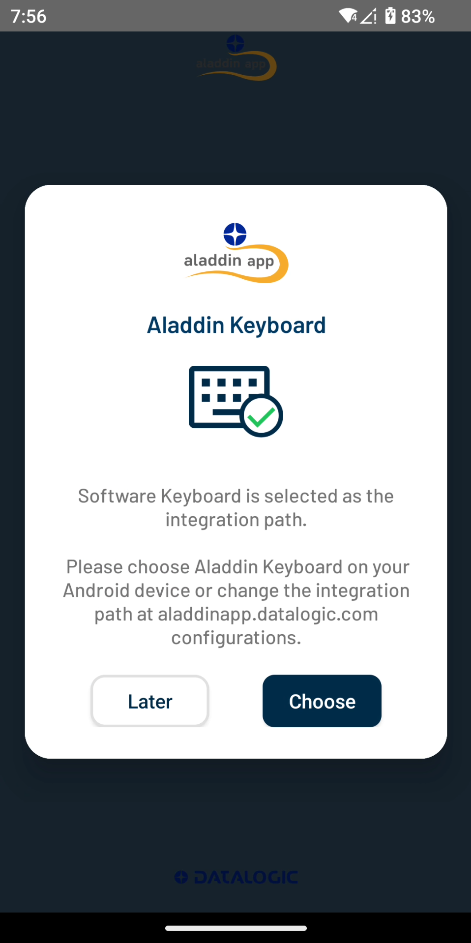 7:56
4 83%
aladdin app
aladdin app
Aladdin Keyboard
Software Keyboard is selected as the
integration path.
Please choose Aladdin Keyboard on your
Android device or change the integration
path at aladdinapp.datalogic.com
configurations.
Later Choose
DATALOGIC